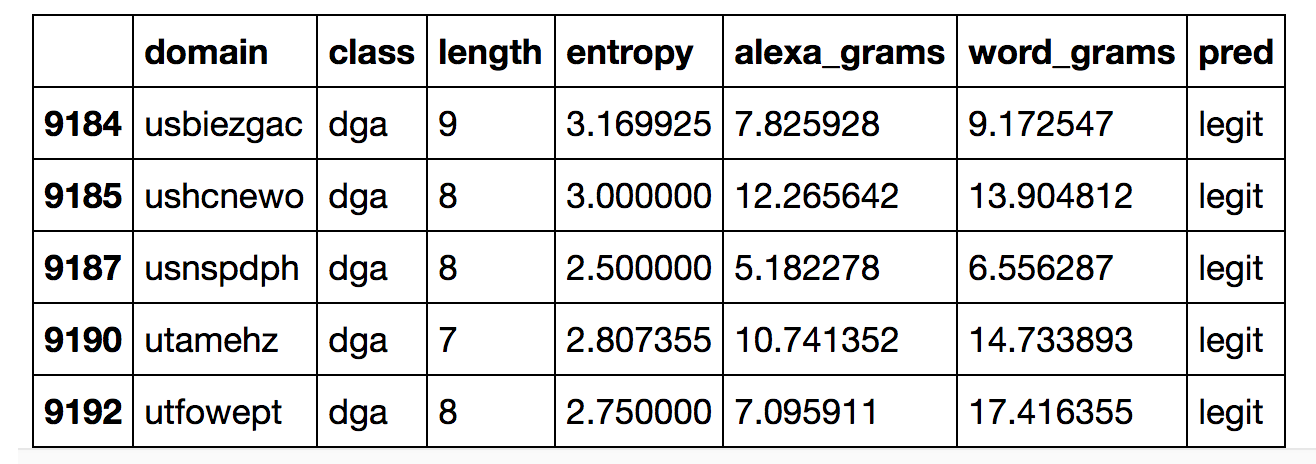 domain class length entropy alexa_grams word_grams pred
9184 usbiezgac dga 9 3.169925 7.825928 9.172547 legit
9185 ushcnewo dga 8 3.000000 12.265642 13.904812 legit
9187 usnspdph dga 8 2.500000 5.182278 6.556287 legit
9190 utamehz dga 7 2.807355 10.741352 14.733893 legit
9192 utfowept dga 8 2.750000 7.095911 17.416355 legit